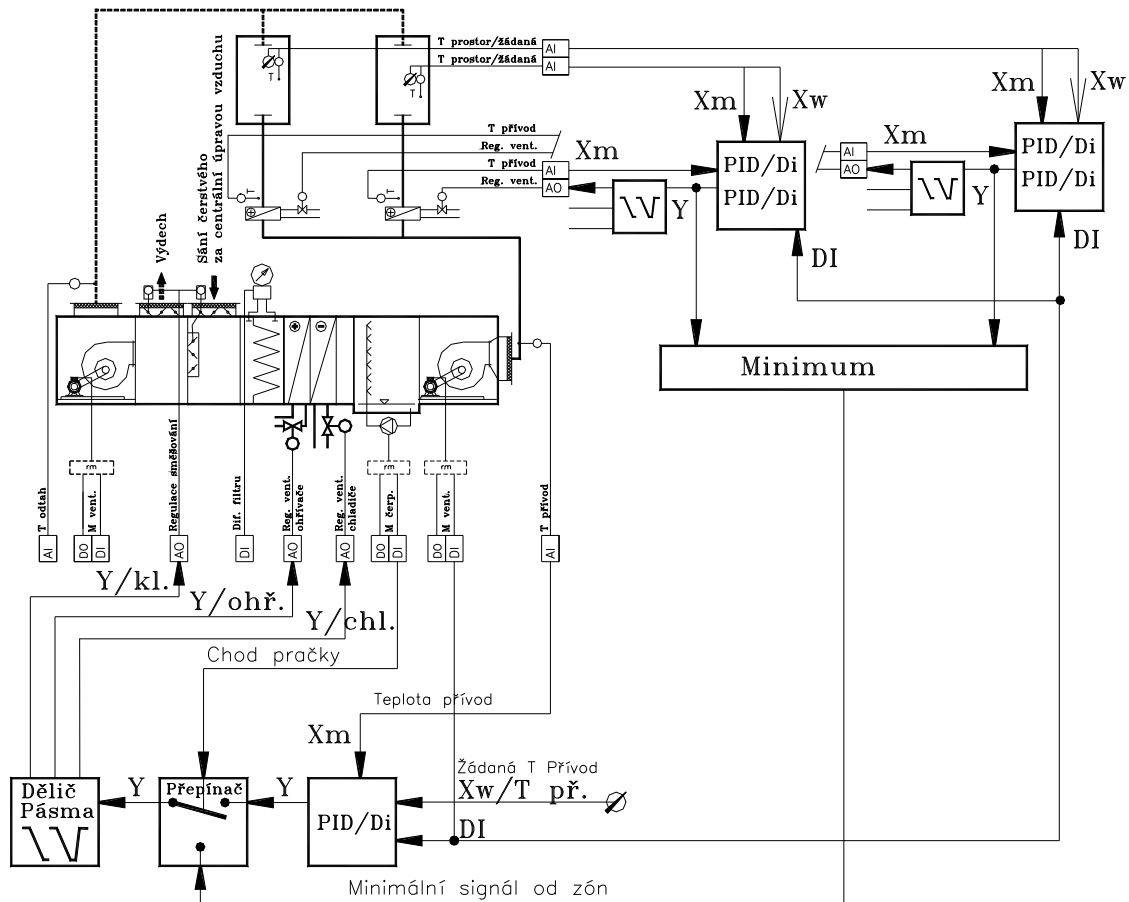 T prostor/žádaná
AI
T prostor/žádaná
AI
Xm
Xw
Xm
Xw
T
T
Sání čerstvého
za centrální úpravou vzduchu
Výdech
T přívod
Reg. vent.
T přívod
AI
Xm
Reg. vent.
AO
Y
PID/Di
PID/Di
DI
AI
AO
Xm
Y
PID/Di
PID/Di
DI
T
T
Minimum
rm
rm
rm
T odtah
M vent.
Regulace směšování
Dif. filtru
Reg. vent.
ohřívače
Reg. vent.
chladiče
M čerp.
M vent.
T přívod
AI
DO
DI
AO
DI
AO
AO
DO
DI
DO
DI
AI
Y/kl.
Y/ohř.
Y/chl.
Chod pračky
Teplota přívod
Xm
Žádaná T Přívod
Xw/T př.
DI
Dělič
Pásma
Y
Přepínač
Y
PID/Di
Minimální signál od zón